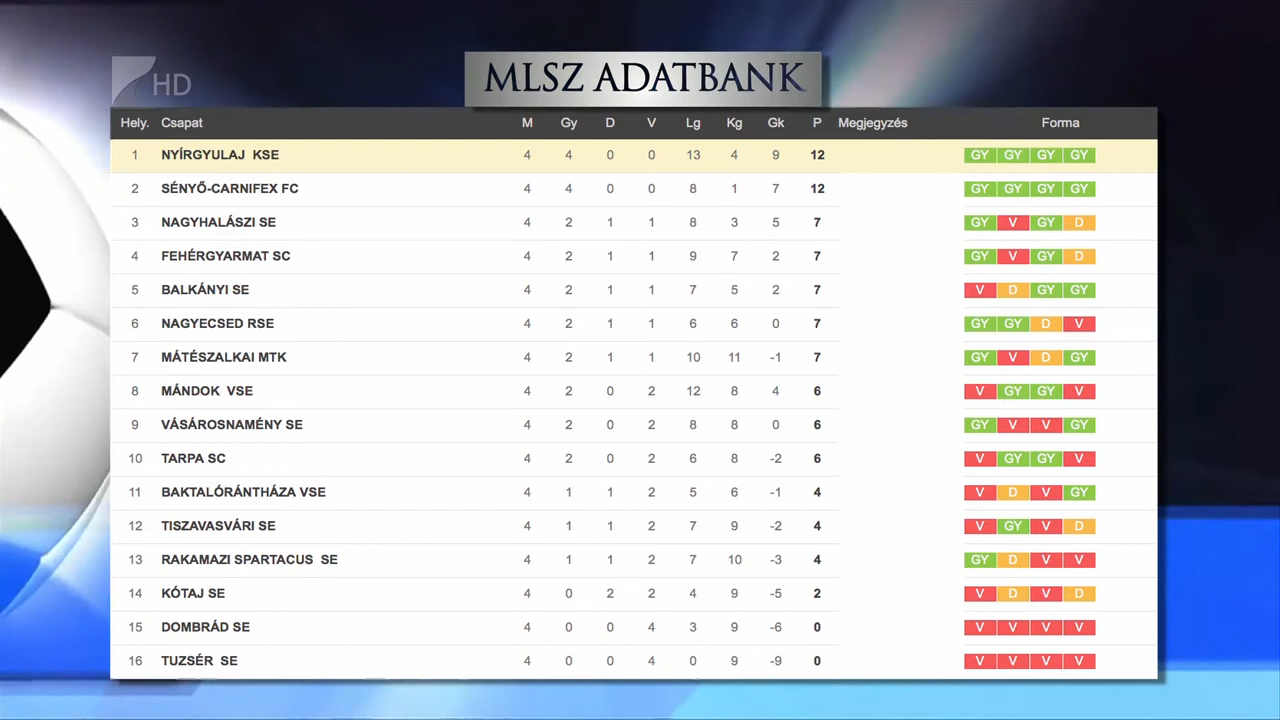 HD
MLSZ ADATBANK
Hely. Csapat M Gy D V Lg Kg Gk P Megjegyzés Forma
1 NYÍRGYULAJ KSE 4 4 0 0 13 4 9 12 GY GY GY GY
2 SÉNYŐ-CARNIFEX FC 4 4 0 0 8 1 7 12 GY GY GY GY
3 NAGYHALÁSZI SE 4 2 1 1 8 3 5 7 GY V GY D
4 FEHÉRGYARMAT SC 4 2 1 1 9 7 2 7 GY V GY D
5 BALKÁNYI SE 4 2 1 1 7 5 2 7 V D GY GY
6 NAGYECSED RSE 4 2 1 1 6 6 0 7 GY GY D V
7 MÁTÉSZALKAI MTK 4 2 1 1 10 11 -1 7 GY V D GY
8 MÁNDOK VSE 4 2 0 2 12 8 4 6 V GY GY V
9 VÁSÁROSNAMÉNY SE 4 2 0 2 8 8 0 6 GY V V GY
10 TARPA SC 4 2 0 2 6 8 -2 6 V GY GY V
11 BAKTALÓRÁNTHÁZA VSE 4 1 1 2 5 6 -1 4 V D V GY
12 TISZAVASVÁRI SE 4 1 1 2 7 9 -2 4 V GY V D
13 RAKAMAZI SPARTACUS SE 4 1 1 2 7 10 -3 4 GY D V V
14 KÓTAJ SE 4 0 2 2 4 9 -5 2 V D V D
15 DOMBRÁD SE 4 0 0 4 3 9 -6 0 V V V V
16 TUZSÉR SE 4 0 0 4 0 9 -9 0 V V V V